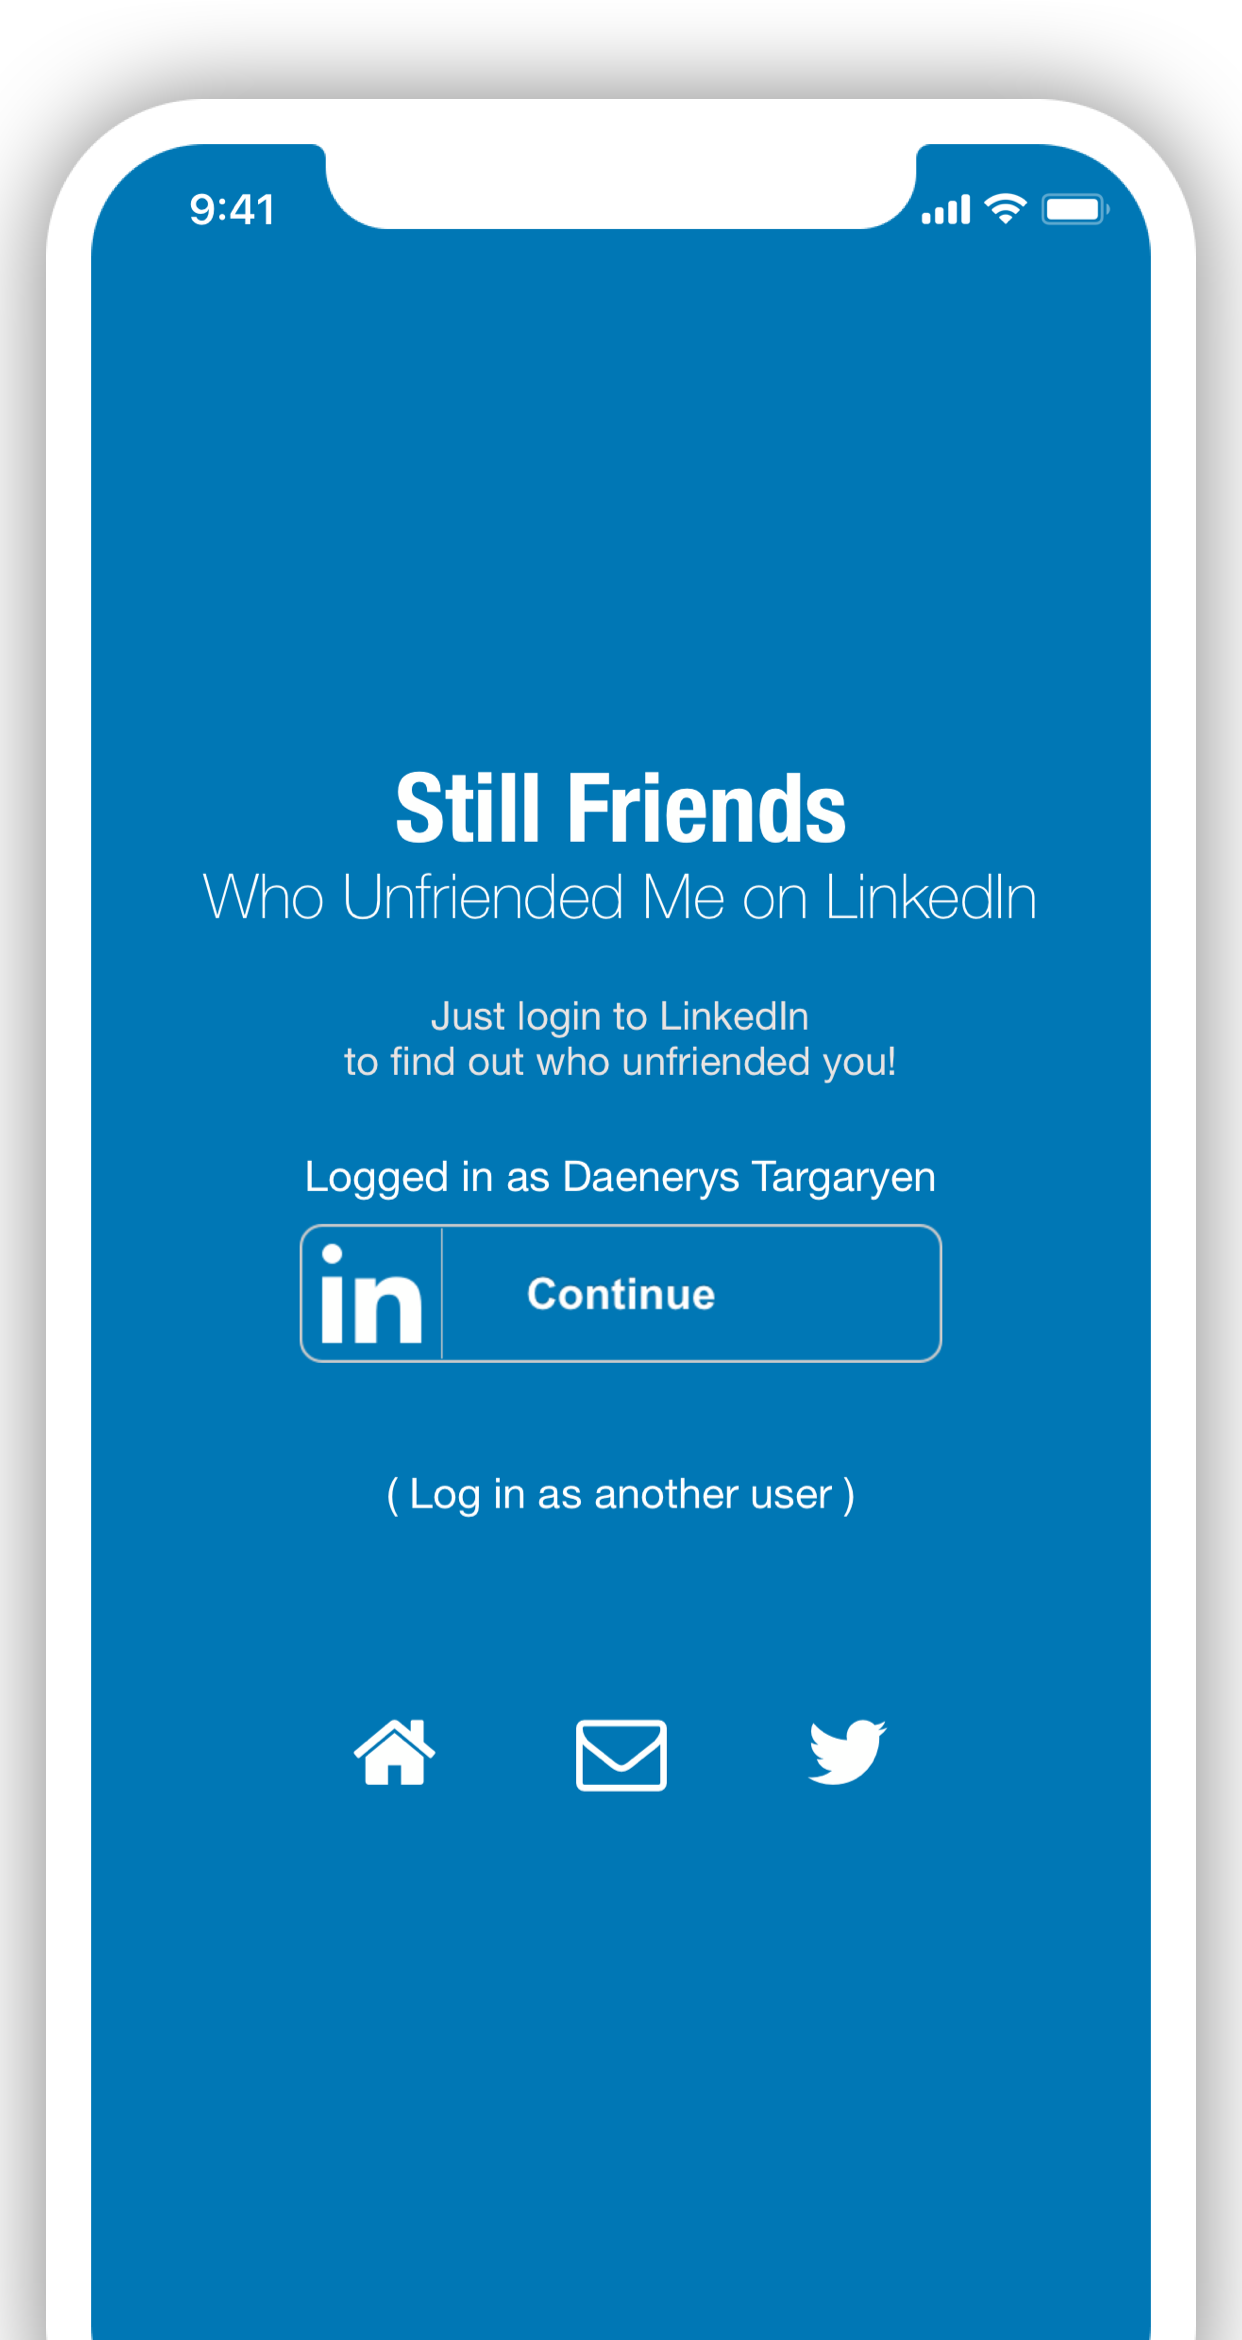 9:41
Still Friends
Who Unfriended Me on LinkedIn
Just login to LinkedIn
to find out who unfriended you!
Logged in as Daenerys Targaryen
in Continue
( Log in as another user )